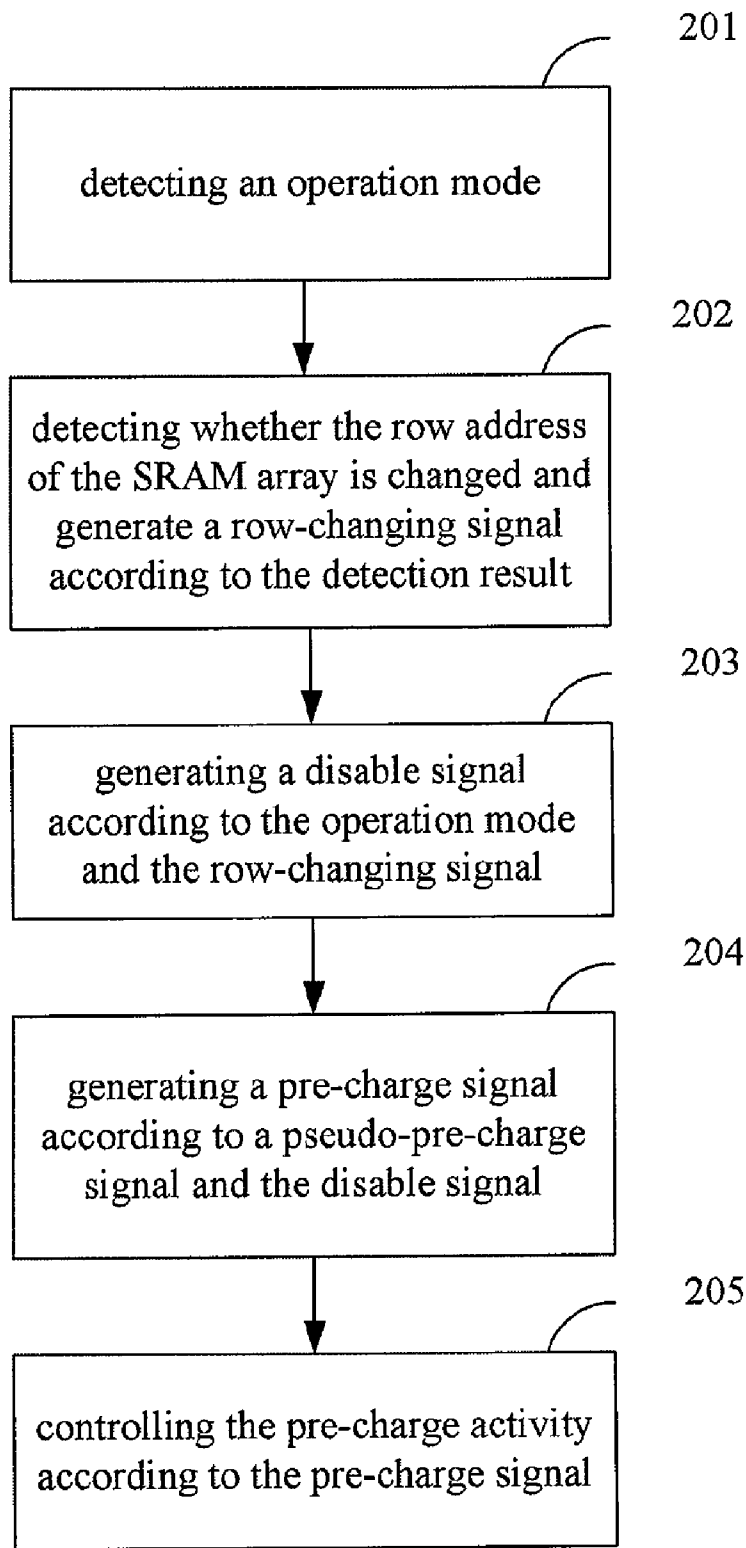 201
detecting an operation mode
202
detecting whether the row address
of the SRAM array is changed and
generate a row-changing signal
according to the detection result
203
generating a disable signal
according to the operation mode
and the row-changing signal
204
generating a pre-charge signal
according to a pseudo-pre-charge
signal and the disable signal
205
controlling the pre-charge activity
according to the pre-charge signal